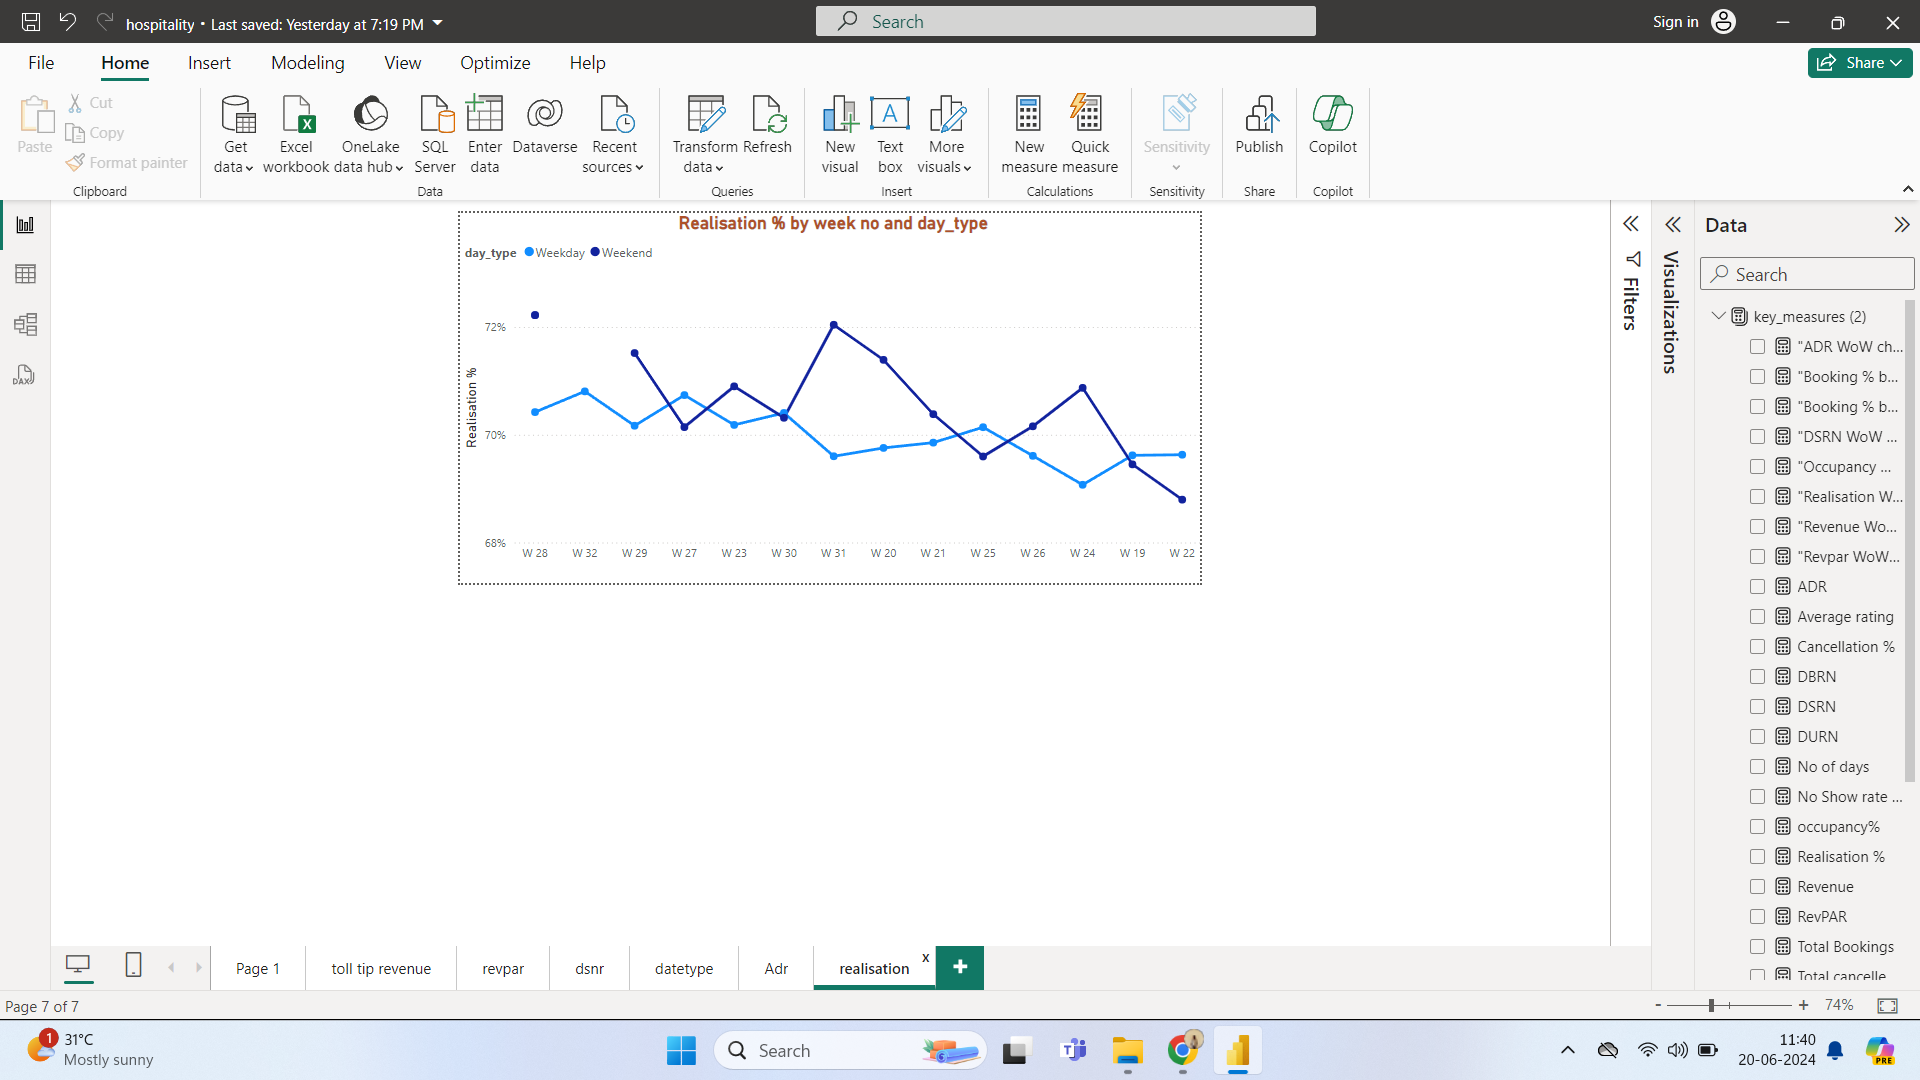 hospitality • Last saved: Yesterday at 7:19 PM
Search
Sign in
File
Home
Insert
Modeling
View
Optimize
Help
Share
Paste
Cut
Copy
Format painter
Clipboard
Get data
Excel workbook
OneLake data hub
SQL Server
Enter data
Dataverse
Recent sources
Data
Transform data
Refresh
Queries
New visual
Text box
More visuals
Insert
New measure
Quick measure
Calculations
Sensitivity
Sensitivity
Publish
Share
Copilot
Copilot
DAX
Realisation % by week no and day_type
day_type Weekday Weekend
Realisation %
72%
70%
68%
W 28 W 32 W 29 W 27 W 23 W 30 W 31 W 20 W 21 W 25 W 26 W 24 W 19 W 22
Filters
Visualizations
Data
Search
key_measures (2)
"ADR WoW ch...
"Booking % b...
"Booking % b...
"DSRN WoW ...
"Occupancy ...
"Realisation W...
"Revenue Wo...
"Revpar WoW...
ADR
Average rating
Cancellation %
DBRN
DSRN
DURN
No of days
No Show rate ...
occupancy%
Realisation %
Revenue
RevPAR
Total Bookings
Total cancelle
Page 1
toll tip revenue
revpar
dsnr
datetype
Adr
realisation
x
+
Page 7 of 7
- + 74%
1
31°C
Mostly sunny
Search
11:40
20-06-2024
PRE